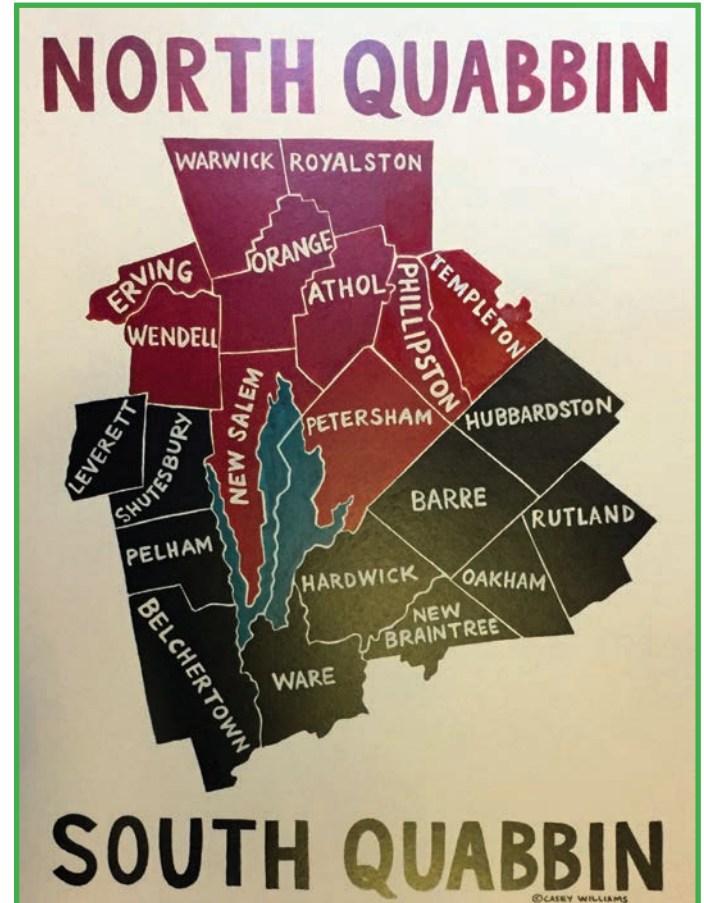 NORTH QUABBIN
WARWICK
ROYALSTON
ORANGE
ERVING
ATHOL
PHILLIPSTON
TEMPLETON
WENDELL
NEW SALEM
PETERSHAM
HUBBARDSTON
LEVERETT
SHUTESBURY
BARRE
RUTLAND
PELHAM
HARDWICK
OAKHAM
NEW
BRAINTREE
BELCHERTOWN
WARE
SOUTH QUABBIN
©CASEY WILLIAMS